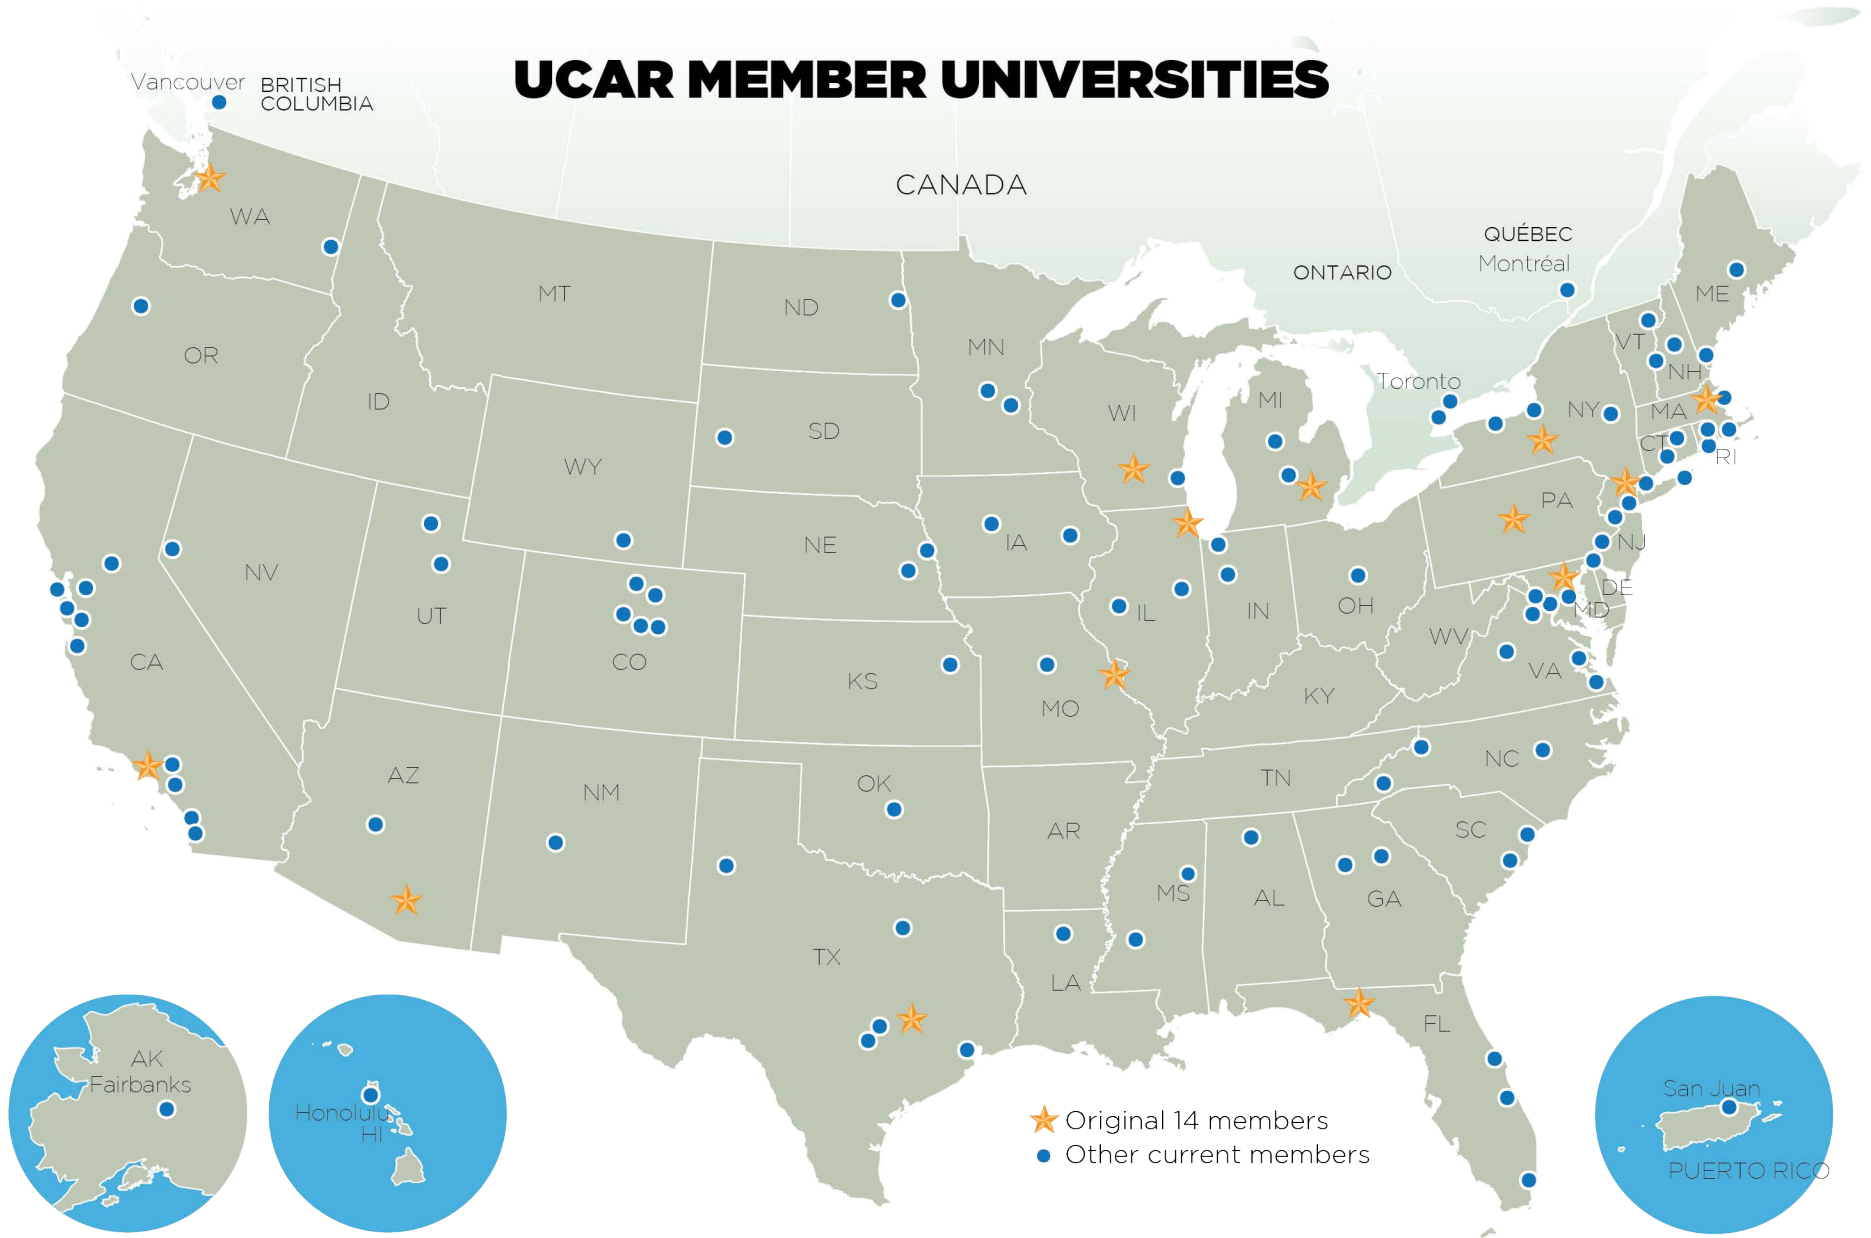 UCAR MEMBER UNIVERSITIES
Vancouver
BRITISH
COLUMBIA
CANADA
WA
QUÉBEC
Montréal
ONTARIO
MT
ND
ME
OR
MN
VT
ID
SD
WI
MI
Toronto
NY
NH
MA
WY
CT
RI
NV
NE
IA
PA
NJ
UT
IL
IN
OH
DE
MD
CA
CO
KS
MO
KY
WV
VA
AZ
NM
OK
AR
TN
NC
SC
MS
AL
GA
TX
LA
FL
AK
Fairbanks
Honolulu
HI
San Juan
PUERTO RICO
Original 14 members
Other current members